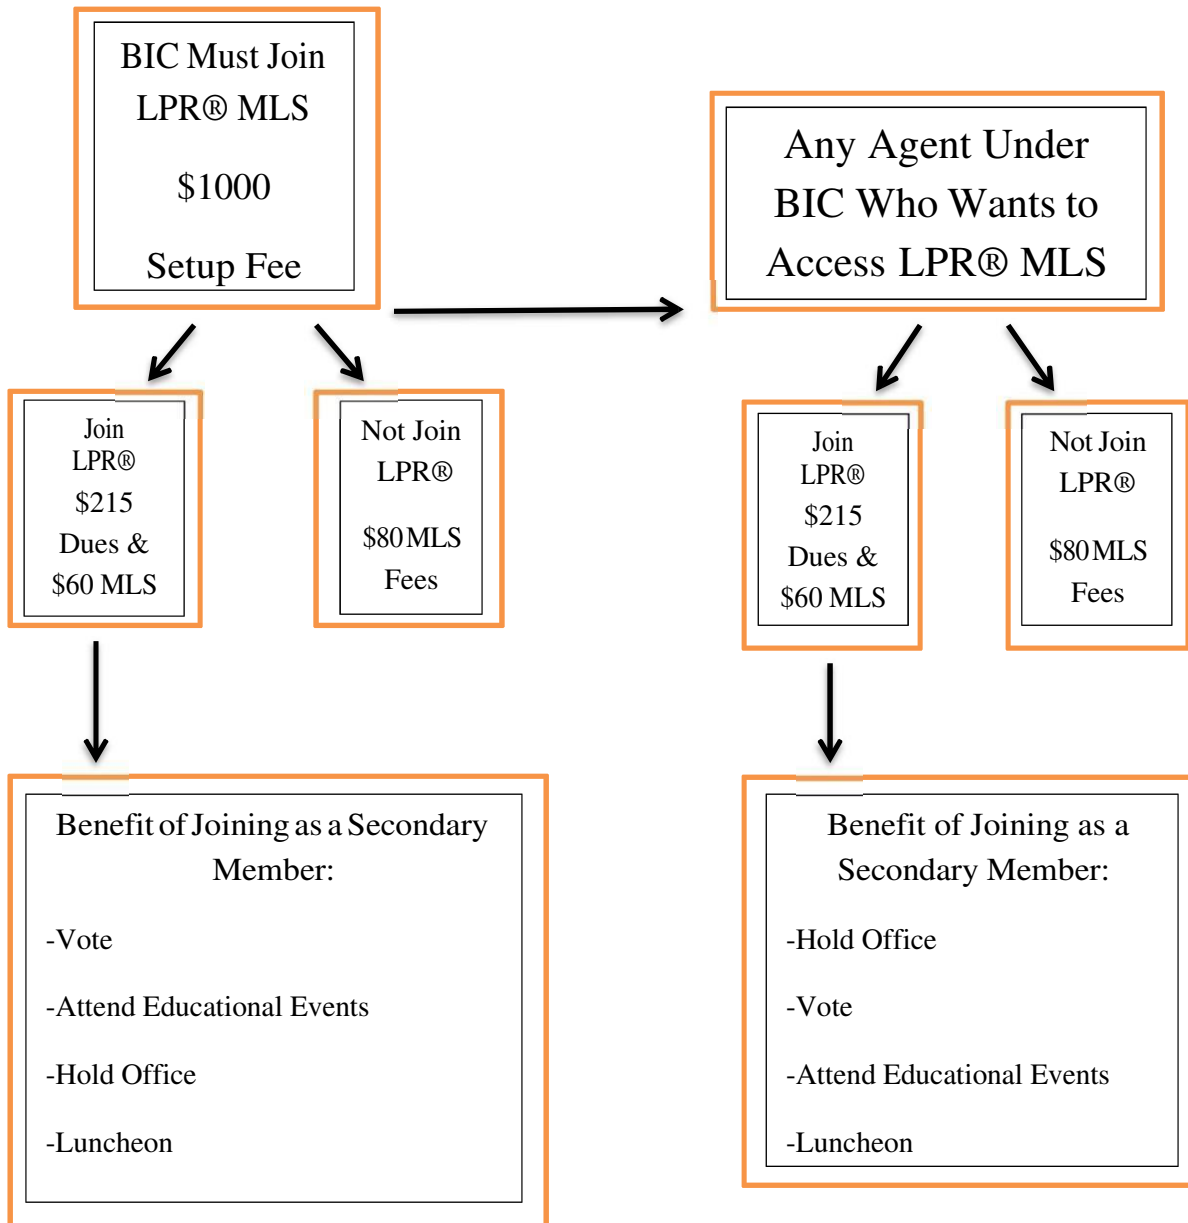 BIC Must Join
LPR® MLS
$1000
Setup Fee
Any Agent Under
BIC Who Wants to
Access LPR® MLS
Join
LPR®
$215
Dues &
$60 MLS
Not Join
LPR®
$80 MLS
Fees
Join
LPR®
$215
Dues &
$60 MLS
Not Join
LPR®
$80 MLS
Fees
Benefit of Joining as a Secondary
Member:
-Vote
-Attend Educational Events
-Hold Office
-Luncheon
Benefit of Joining as a
Secondary Member:
-Hold Office
-Vote
-Attend Educational Events
-Luncheon